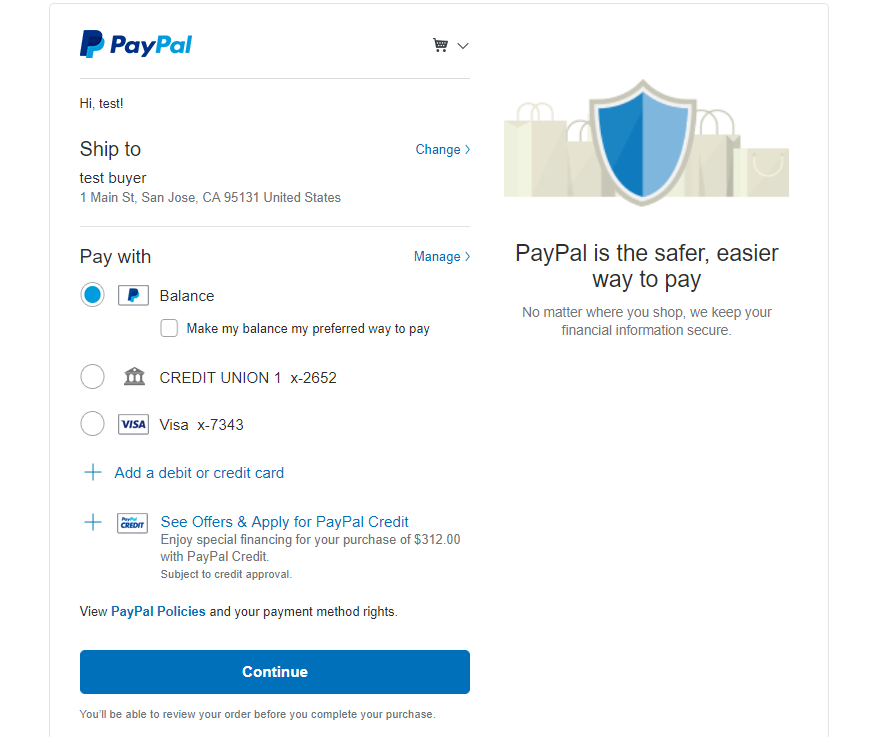 PayPal
Hi, test!
Ship to
Change >
test buyer
1 Main St, San Jose, CA 95131 United States
Pay with
Manage >
Balance
Make my balance my preferred way to pay
CREDIT UNION 1 x-2652
VISA
Visa x-7343
+ Add a debit or credit card
+
PayPal
CREDIT
See Offers & Apply for PayPal Credit
Enjoy special financing for your purchase of $312.00
with PayPal Credit.
Subject to credit approval.
View PayPal Policies and your payment method rights.
Continue
You'll be able to review your order before you complete your purchase.
PayPal is the safer, easier
way to pay
No matter where you shop, we keep your
financial information secure.